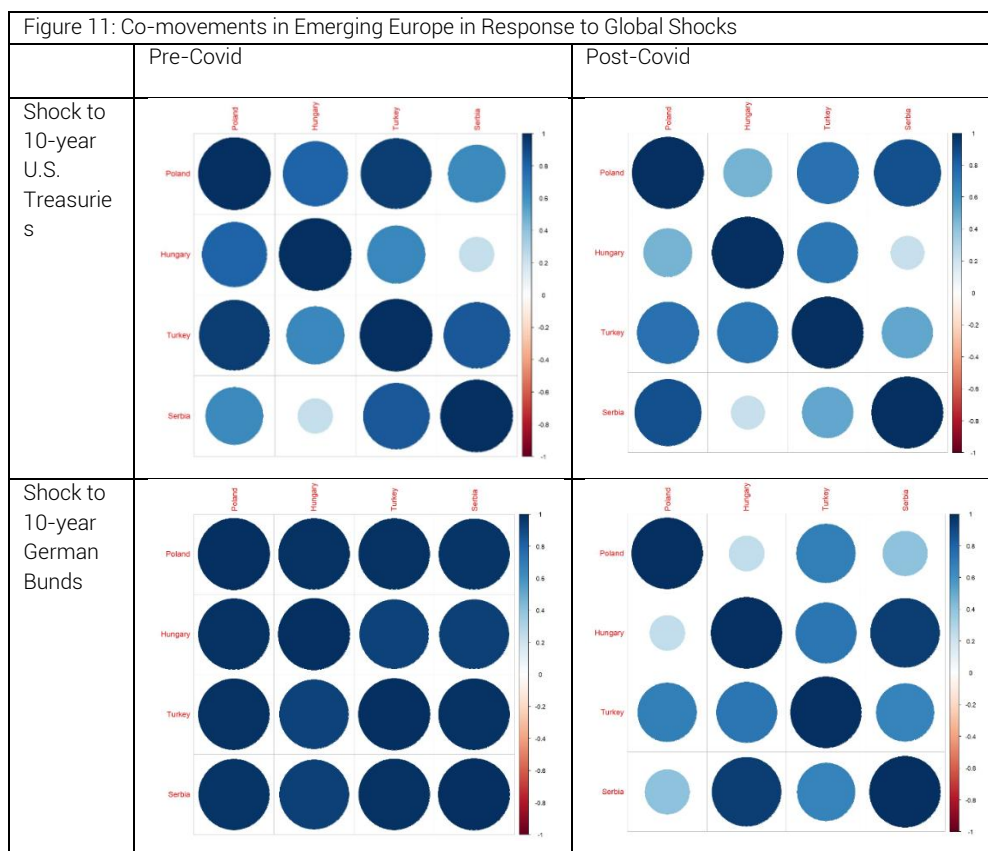 Figure 11: Co-movements in Emerging Europe in Response to Global Shocks
Pre-Covid
Post-Covid
Shock to
10-year
U.S.
Treasurie
s
Poland
Hungary
Turkey
Serbia
Poland
Hungary
Turkey
Serbia
1
0.8
0.6
0.4
0.2
0
-0.2
-0.4
-0.6
-0.8
-1
Poland
Hungary
Turkey
Serbia
Poland
Hungary
Turkey
Serbia
1
0.8
0.6
0.4
0.2
0
-0.2
-0.4
-0.6
-0.8
-1
Shock to
10-year
German
Bunds
Poland
Hungary
Turkey
Serbia
Poland
Hungary
Turkey
Serbia
1
0.8
0.6
0.4
0.2
0
-0.2
-0.4
-0.6
-0.8
-1
Poland
Hungary
Turkey
Serbia
Poland
Hungary
Turkey
Serbia
1
0.8
0.6
0.4
0.2
0
-0.2
-0.4
-0.6
-0.8
-1